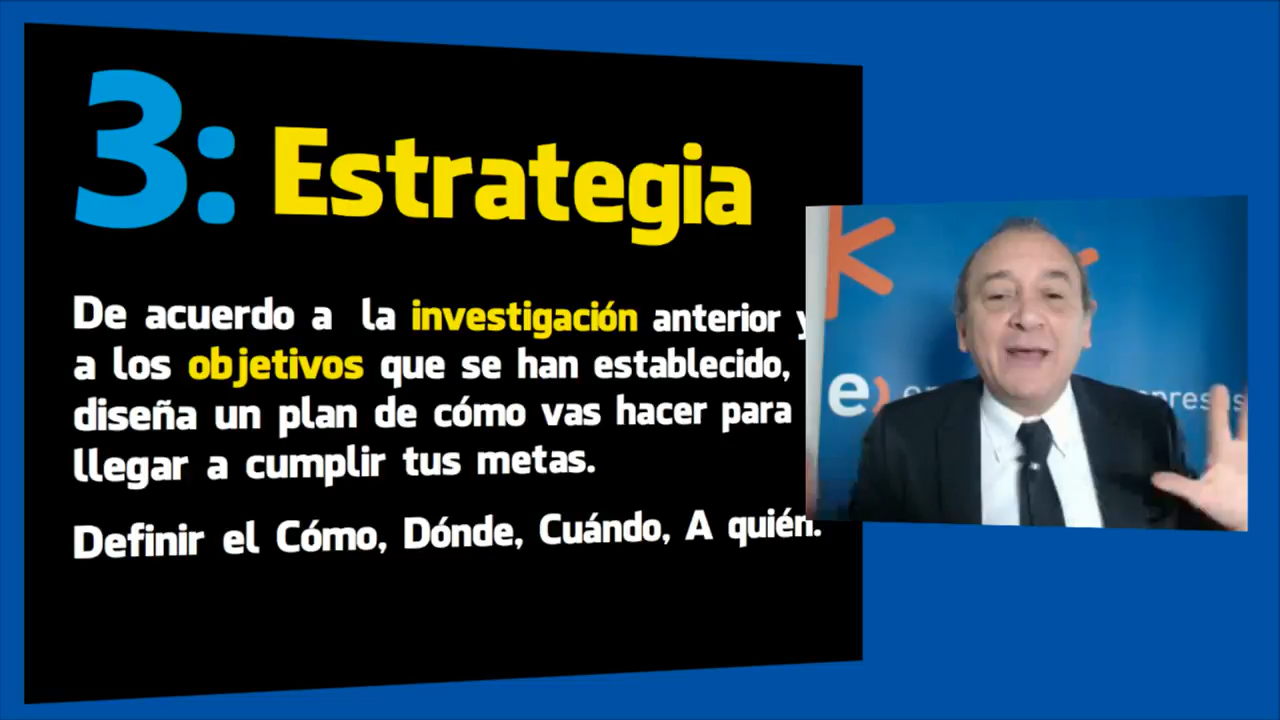 3: Estrategia
De acuerdo a la investigación anterior y
a los objetivos que se han establecido,
diseña un plan de cómo vas hacer para
llegar a cumplir tus metas.
Definir el Cómo, Dónde, Cuándo, A quién.
e)